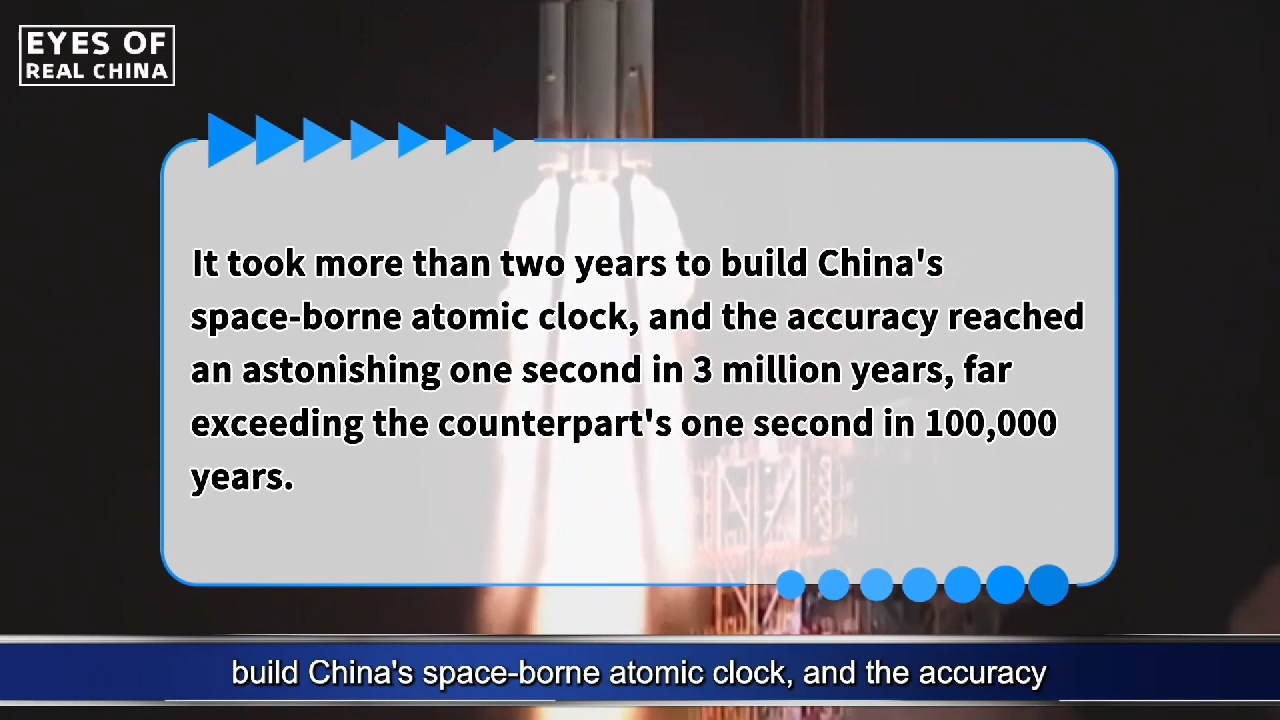 EYES OF
REAL CHINA
It took more than two years to build China's
space-borne atomic clock, and the accuracy reached
an astonishing one second in 3 million years, far
exceeding the counterpart's one second in 100,000
years.
build China's space-borne atomic clock, and the accuracy